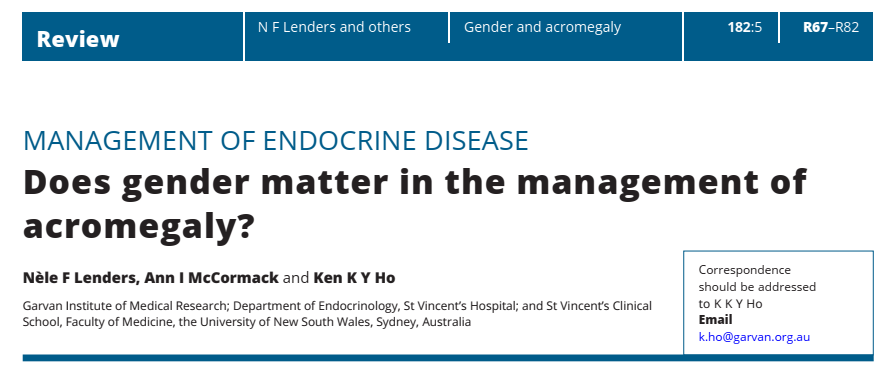 Review
N F Lenders and others
Gender and acromegaly
182:5
R67–R82
MANAGEMENT OF ENDOCRINE DISEASE
Does gender matter in the management of
acromegaly?
Nèle F Lenders, Ann I McCormack and Ken K Y Ho
Garvan Institute of Medical Research; Department of Endocrinology, St Vincent’s Hospital; and St Vincent’s Clinical
School, Faculty of Medicine, the University of New South Wales, Sydney, Australia
Correspondence
should be addressed
to K K Y Ho
Email
k.ho@garvan.org.au